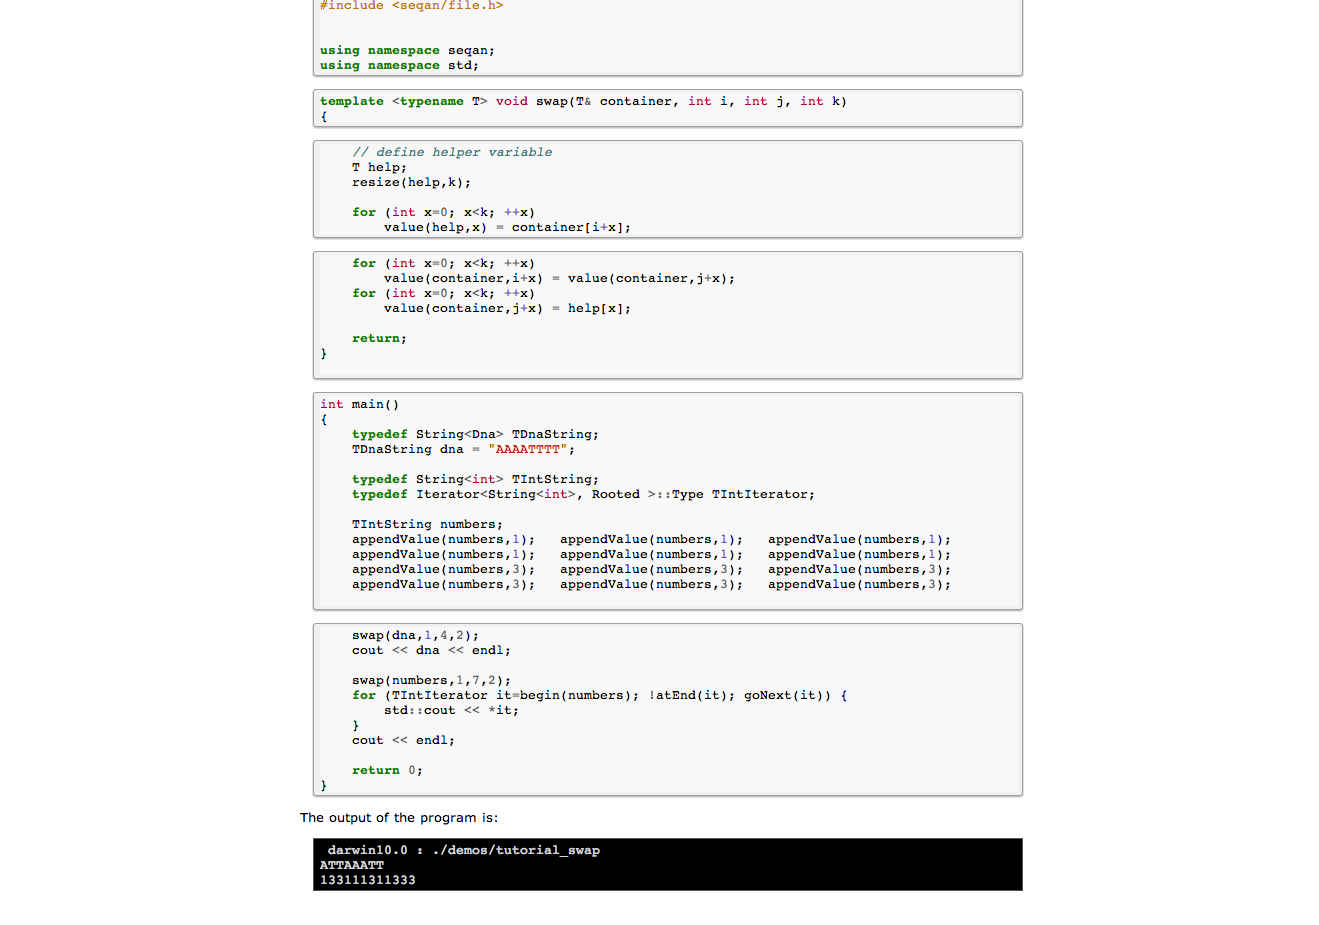 #include <seqan/file.h>
using namespace seqan;
using namespace std;
template <typename T> void swap(T& container, int i, int j, int k)
{
// define helper variable
T help;
resize(help,k);
for (int x=0; x<k; ++x)
value(help,x) = container[i+x];
for (int x=0; x<k; ++x)
value(container,i+x) = value(container,j+x);
for (int x=0; x<k; ++x)
value(container,j+x) = help[x];
return;
}
int main()
{
typedef String<Dna> TDnaString;
TDnaString dna = "AAAATTTT";
typedef String<int> TIntString;
typedef Iterator<String<int>, Rooted >::Type TIntIterator;
TIntString numbers;
appendValue(numbers,1);   appendValue(numbers,1);   appendValue(numbers,1);
appendValue(numbers,1);   appendValue(numbers,1);   appendValue(numbers,1);
appendValue(numbers,3);   appendValue(numbers,3);   appendValue(numbers,3);
appendValue(numbers,3);   appendValue(numbers,3);   appendValue(numbers,3);
swap(dna,1,4,2);
cout << dna << endl;
swap(numbers,1,7,2);
for (TIntIterator it=begin(numbers); !atEnd(it); goNext(it)) {
std::cout << *it;
}
cout << endl;
return 0;
}
The output of the program is:
darwin10.0 : ./demos/tutorial_swap
ATTAAATT
133111311333